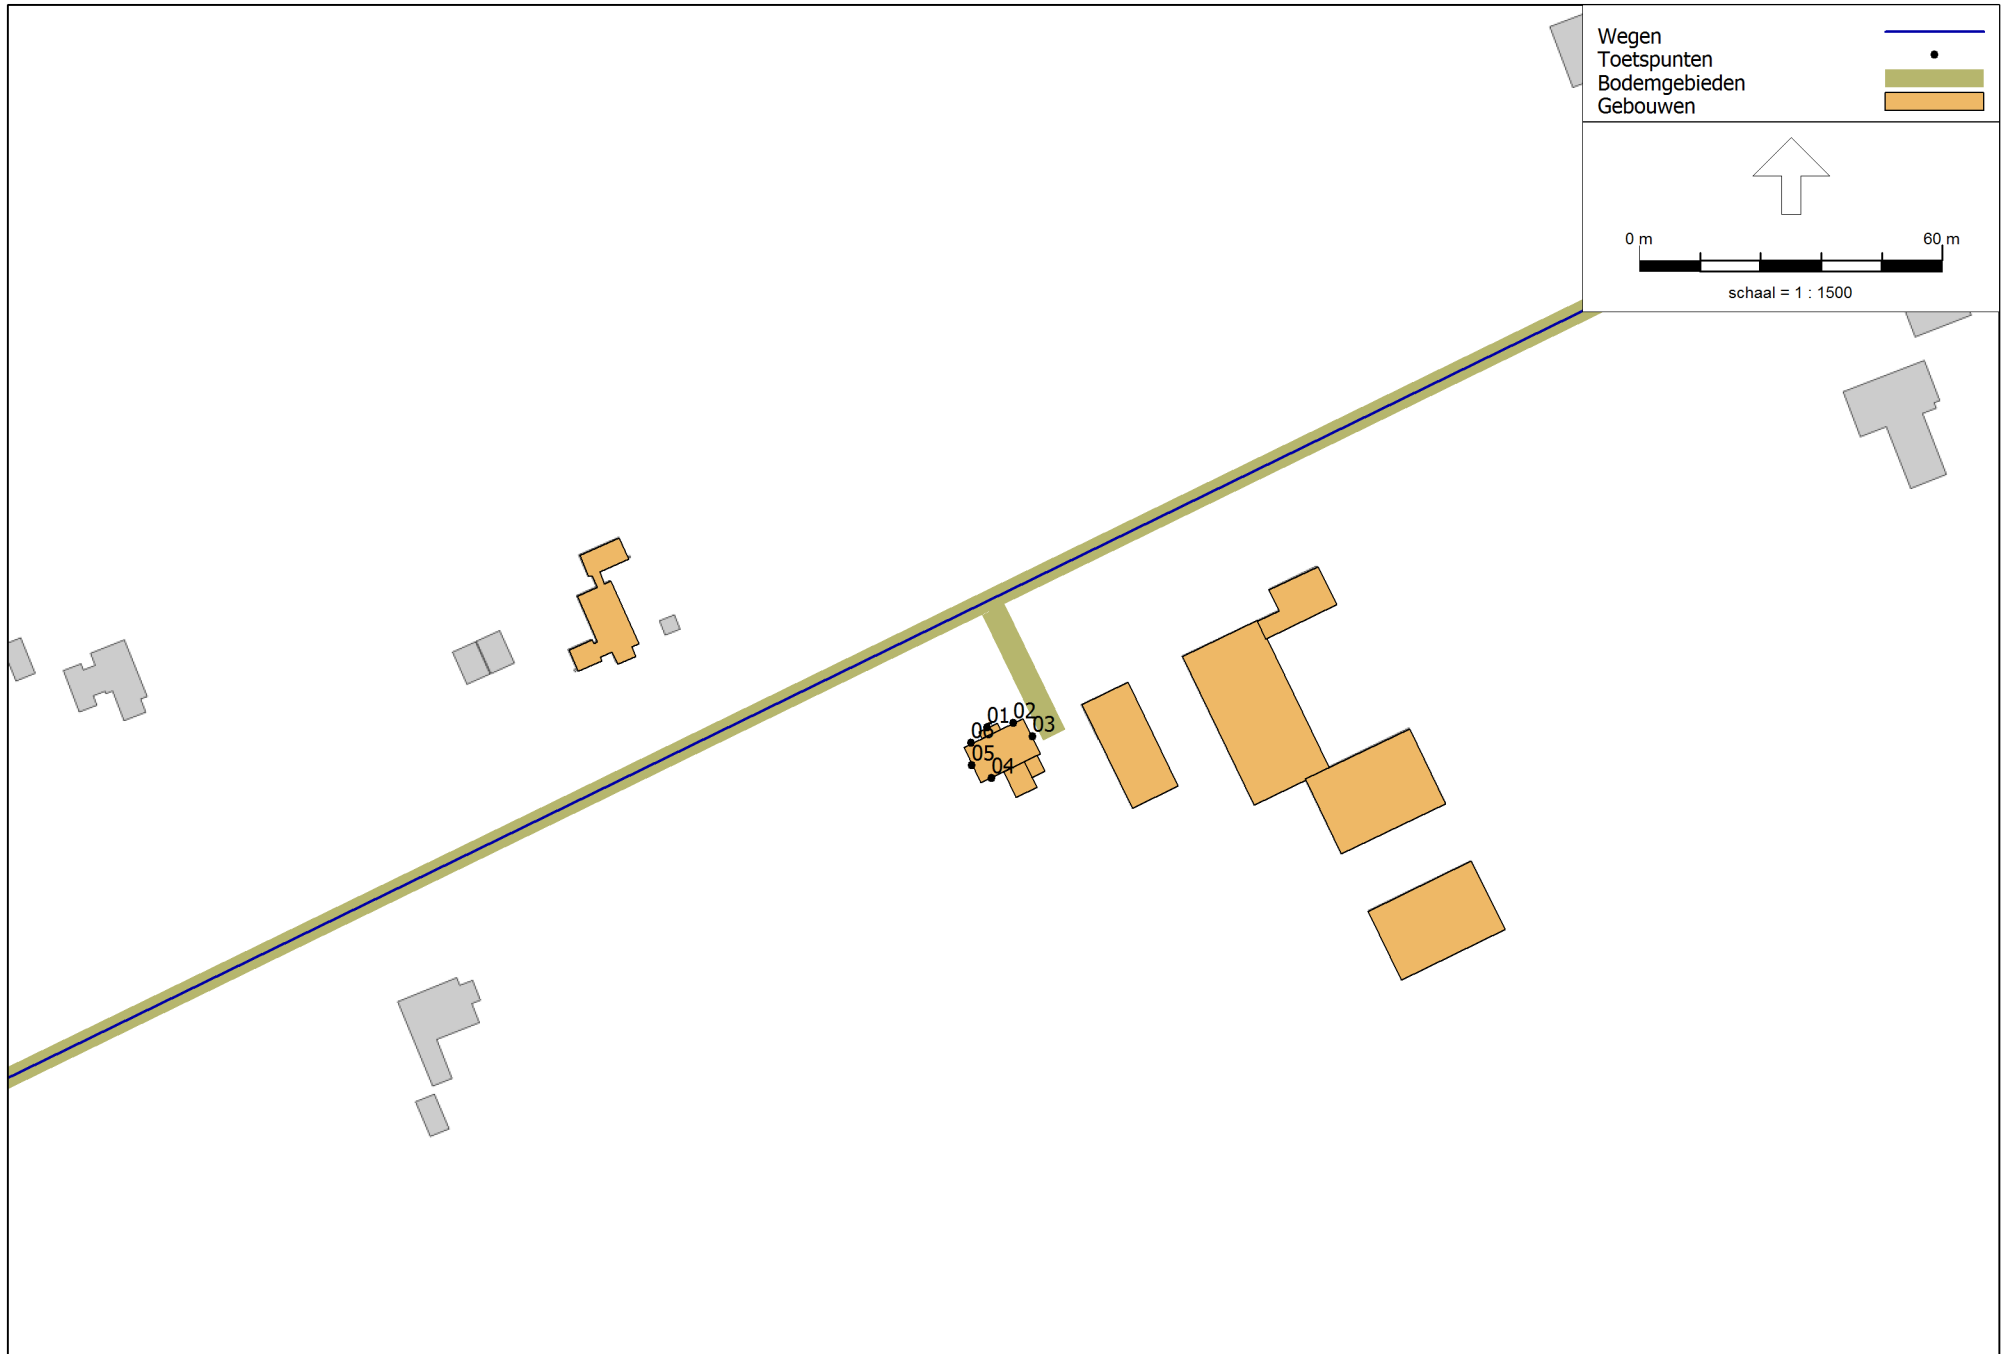 Wegen
Toetspunten
Bodemgebieden
Gebouwen
0 m 60 m
schaal = 1 : 1500
01 02
06 03
05
04